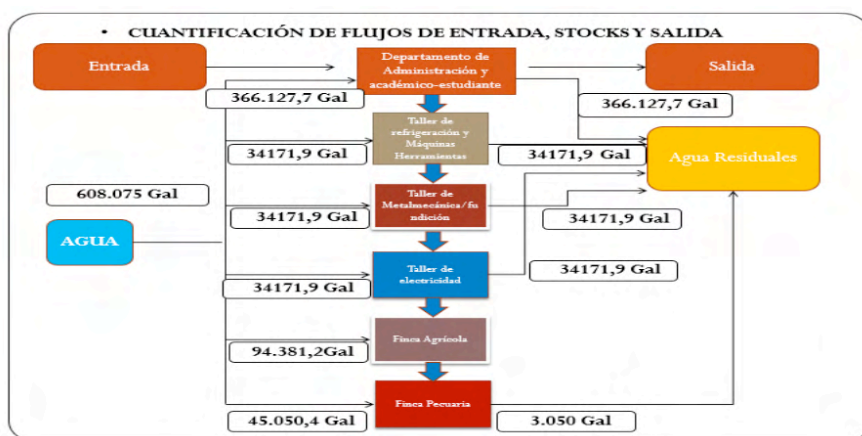 • CUANTIFICACIÓN DE FLUJOS DE ENTRADA, STOCKS Y SALIDA
Entrada
Departamento de
Administración y
académico-estudiante
Salida
366.127,7 Gal
366.127,7 Gal
Taller de
refrigeración y
Máquinas
Herramientas
34171,9 Gal
34171,9 Gal
Agua Residuales
608.075 Gal
Taller de
Metalmecánica/fu
ndición
34171,9 Gal
34171,9 Gal
AGUA
Taller de
electricidad
34171,9 Gal
34171,9 Gal
Finca Agrícola
94.381,2Gal
Finca Pecuaria
45.050,4 Gal
3.050 Gal